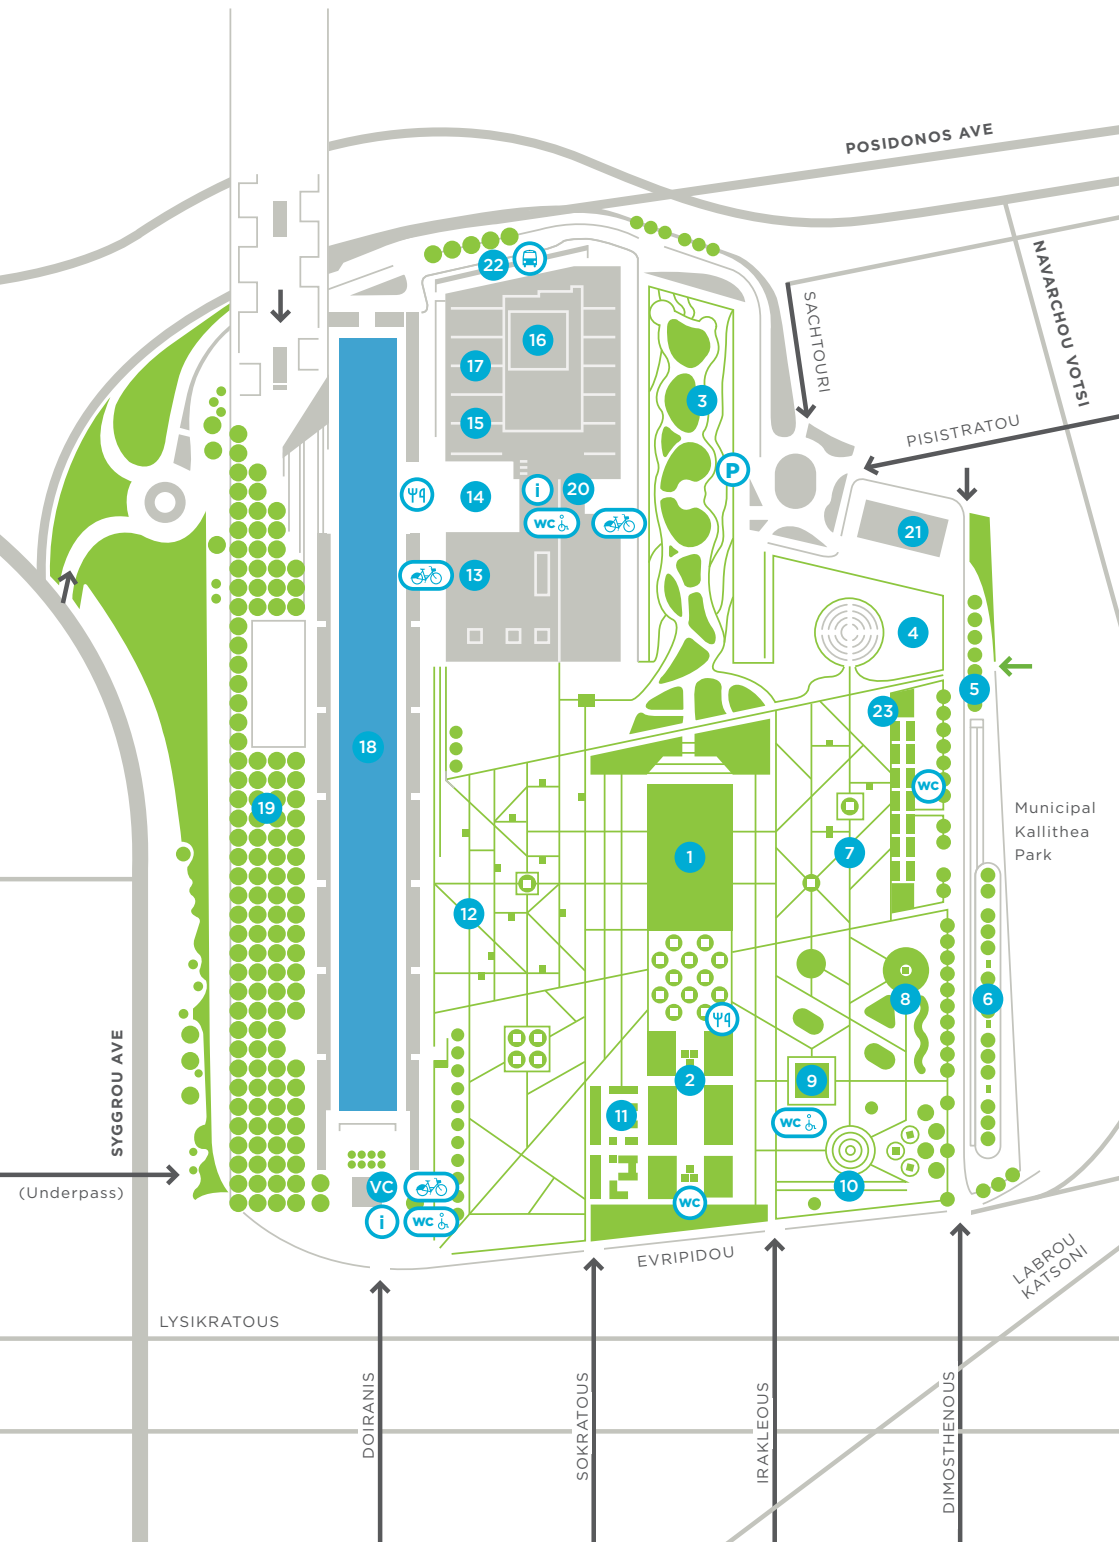 POSIDONOS AVE
NAVARCHOU VOTSI
SACHTOURI
PISISTRATOU
22
16
17
3
15
P
14
i
20
WC
21
13
4
5
23
18
WC
19
Municipal
Kallithea
Park
1
7
12
8
6
2
9
11
WC
SYGGROU AVE
(Underpass)
VC
10
WC
i
WC
EVRIPIDOU
LABROU
KATSONI
LYSIKRATOUS
DOIRANIS
SOKRATOUS
IRAKLEOUS
DIMOSTHENOUS